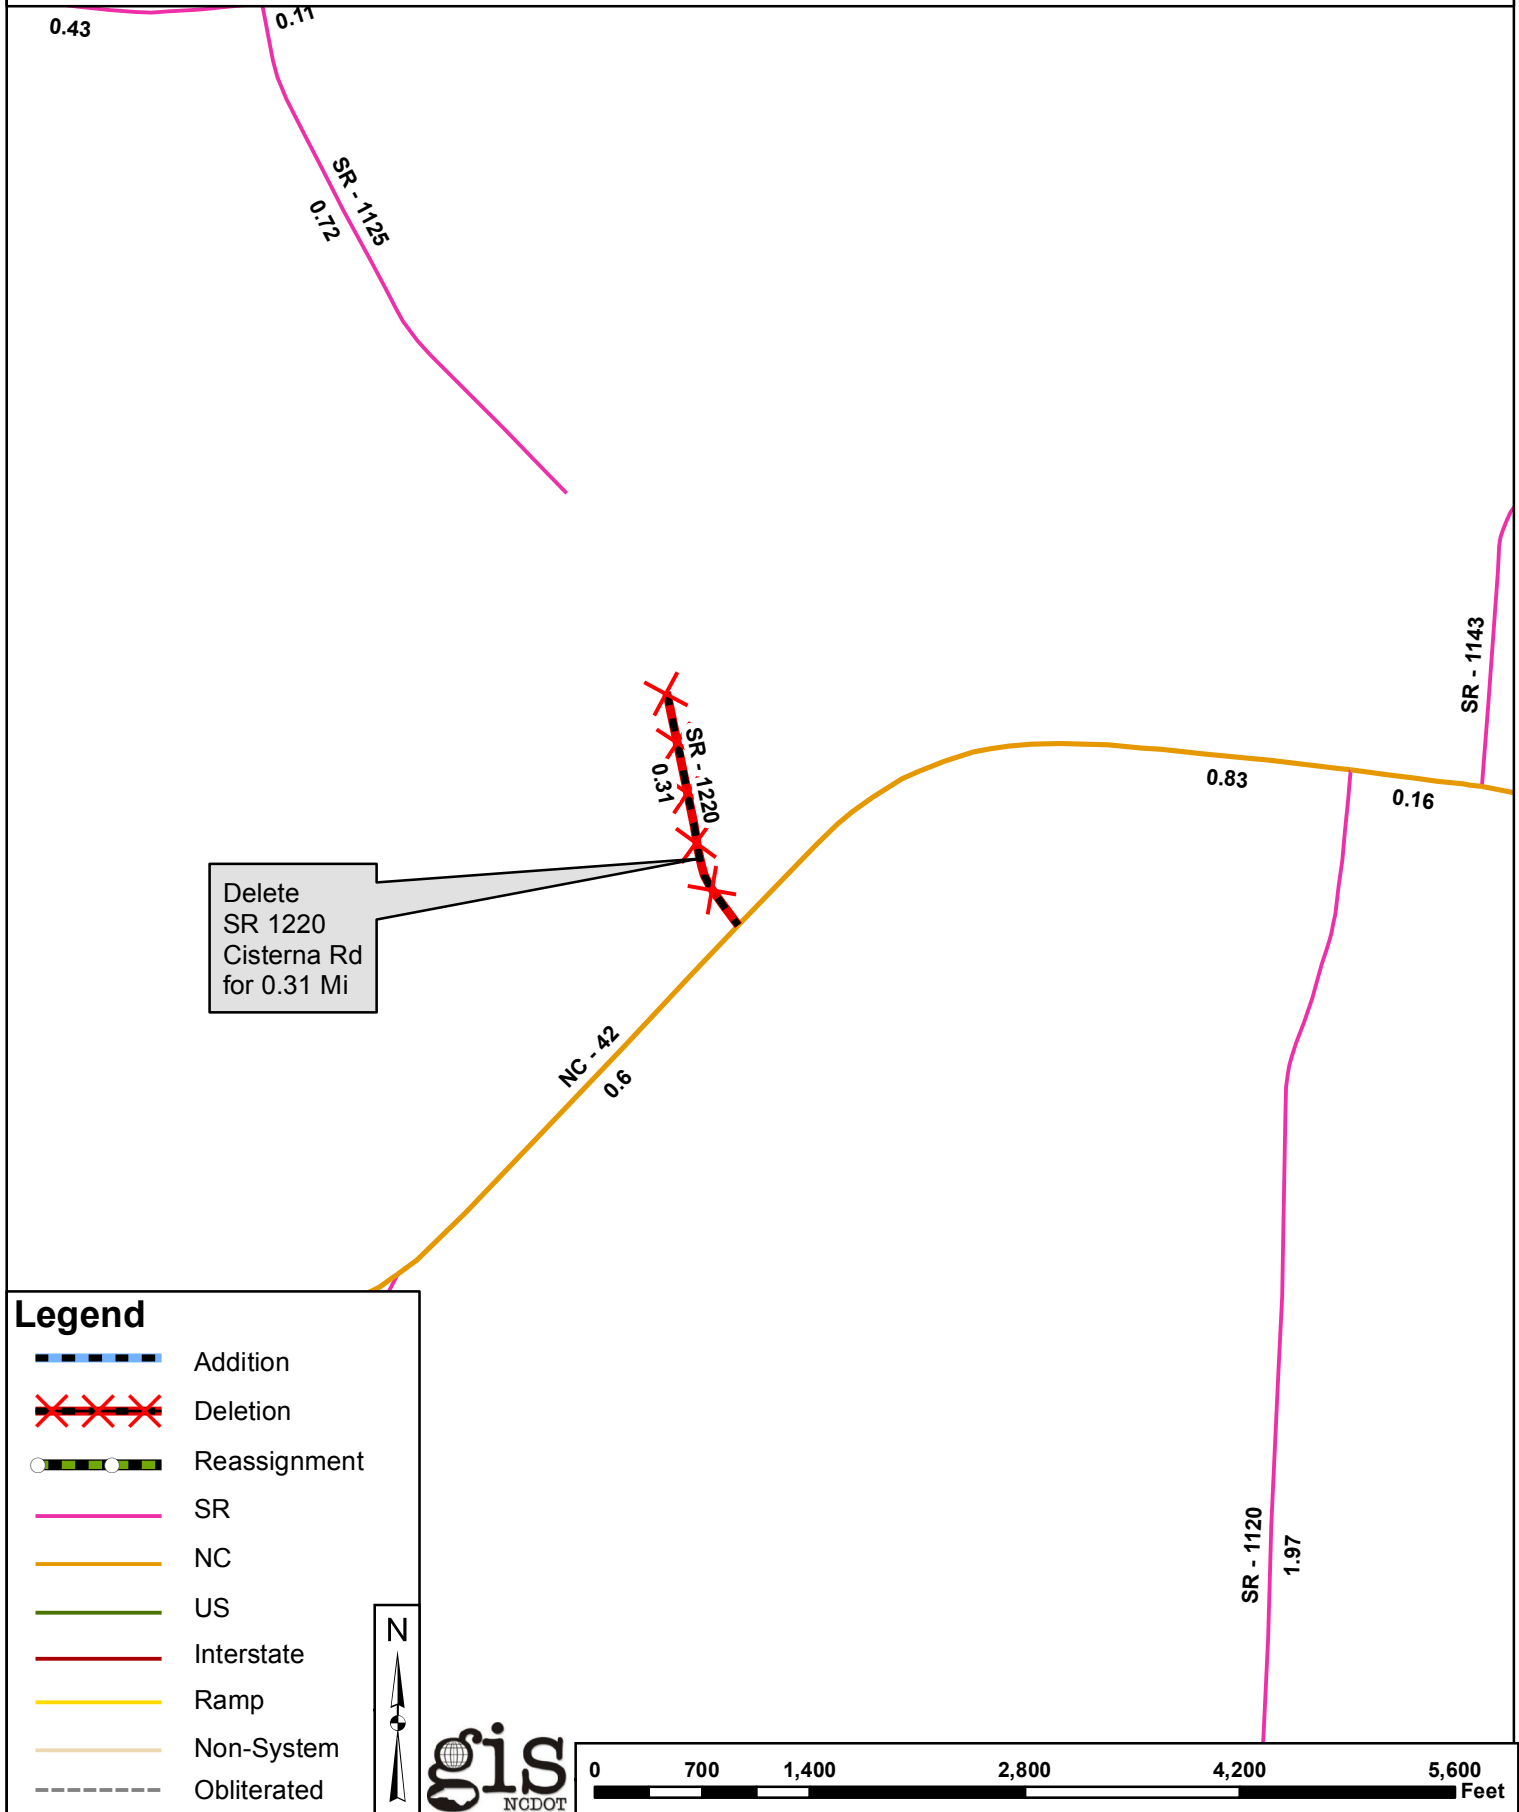 0.43
0.11
SR - 1125
0.72
SR - 1143
SR - 1220
0.31
0.83
0.16
Delete
SR 1220
Cisterna Rd
for 0.31 Mi
NC - 42
0.6
SR - 1120
1.97
Legend
Addition
Deletion
Reassignment
SR
NC
US
Interstate
Ramp
Non-System
Obliterated
N
gis
NCDOT
0 700 1,400 2,800 4,200 5,600
Feet